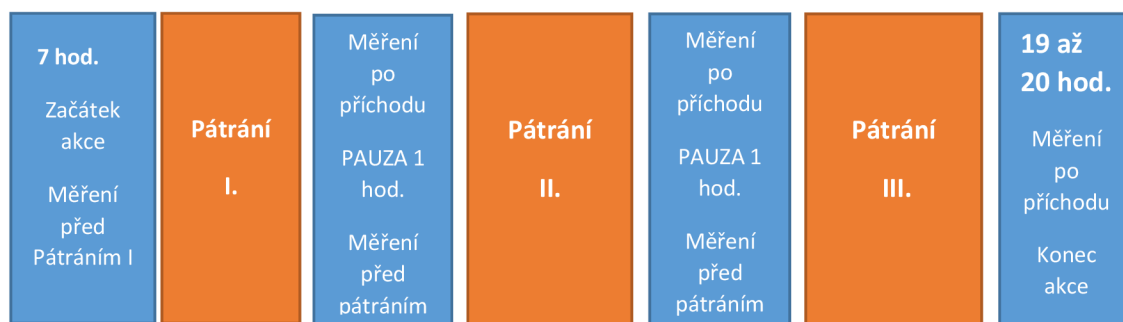 7 hod.
Začátek
akce
Měření
před
Pátráním I
Pátrání
I.
Měření
po
příchodu
PAUZA 1
hod.
Měření
před
pátráním
Pátrání
II.
Měření
po
příchodu
PAUZA 1
hod.
Měření
před
pátráním
Pátrání
III.
19 až
20 hod.
Měření
po
příchodu
Konec
akce